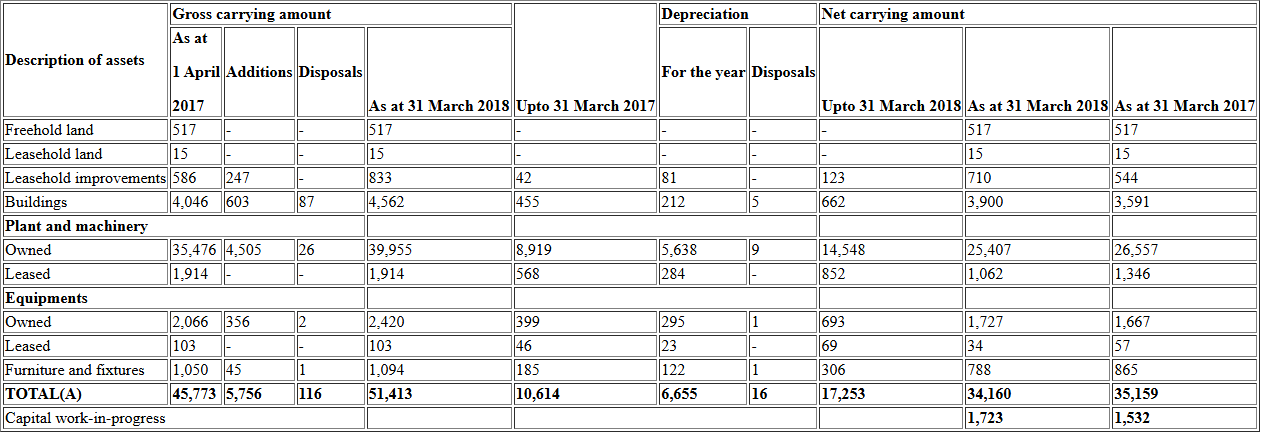 Description of assets Gross carrying amount Depreciation Net carrying amount
As at 1 April 2017 Additions Disposals As at 31 March 2018 Upto 31 March 2017 For the year Disposals Upto 31 March 2018 As at 31 March 2018 As at 31 March 2017
Freehold land 517 - - 517 - - - - 517 517
Leasehold land 15 - - 15 - - - - 15 15
Leasehold improvements 586 247 - 833 42 81 - 123 710 544
Buildings 4,046 603 87 4,562 455 212 5 662 3,900 3,591
Plant and machinery
Owned 35,476 4,505 26 39,955 8,919 5,638 9 14,548 25,407 26,557
Leased 1,914 - - 1,914 568 284 - 852 1,062 1,346
Equipments
Owned 2,066 356 2 2,420 399 295 1 693 1,727 1,667
Leased 103 - - 103 46 23 - 69 34 57
Furniture and fixtures 1,050 45 1 1,094 185 122 1 306 788 865
TOTAL(A) 45,773 5,756 116 51,413 10,614 6,655 16 17,253 34,160 35,159
Capital work-in-progress 1,723 1,532